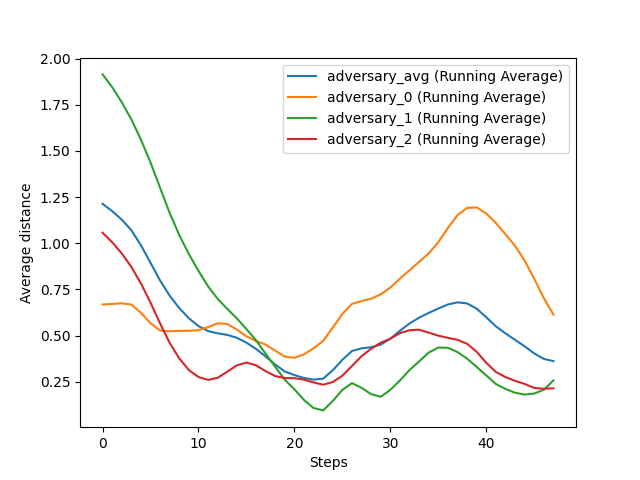 2.00
1.75
1.50
1.25
1.00
0.75
0.50
0.25
Average distance
adversary_avg (Running Average)
adversary_0 (Running Average)
adversary_1 (Running Average)
adversary_2 (Running Average)
0 10 20 30 40
Steps